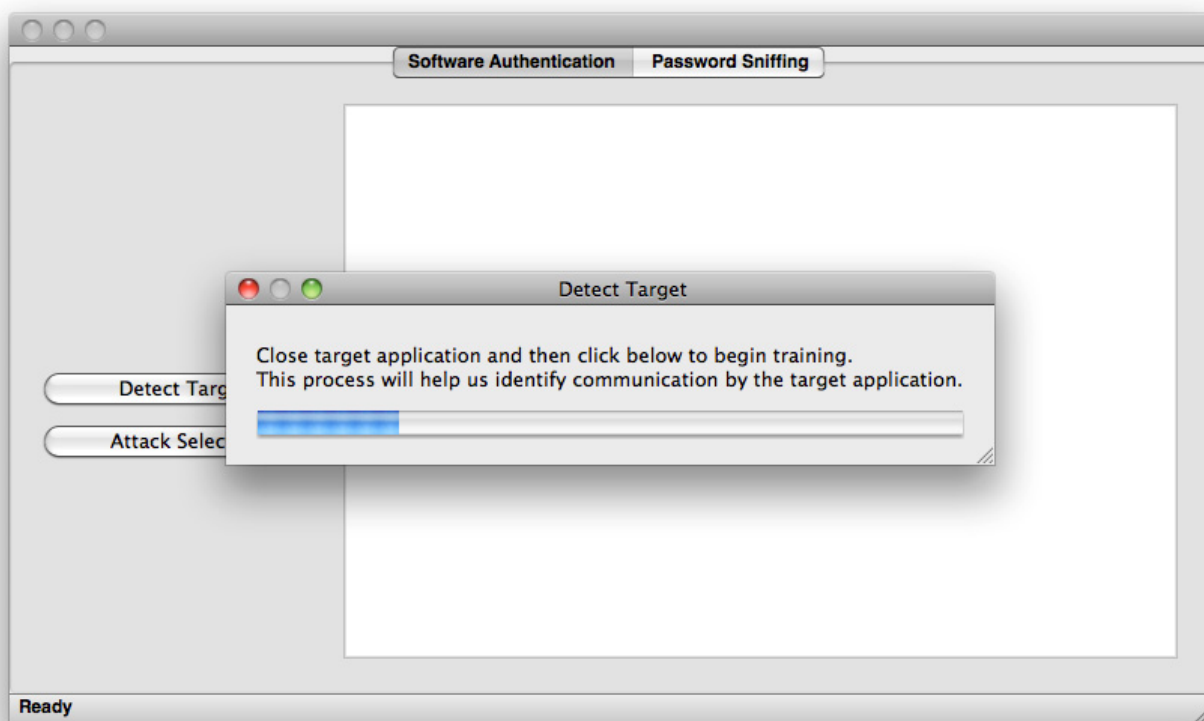 Software Authentication
Password Sniffing
Detect Target
Close target application and then click below to begin training.
This process will help us identify communication by the target application.
Detect Targ
Attack Selec
Ready